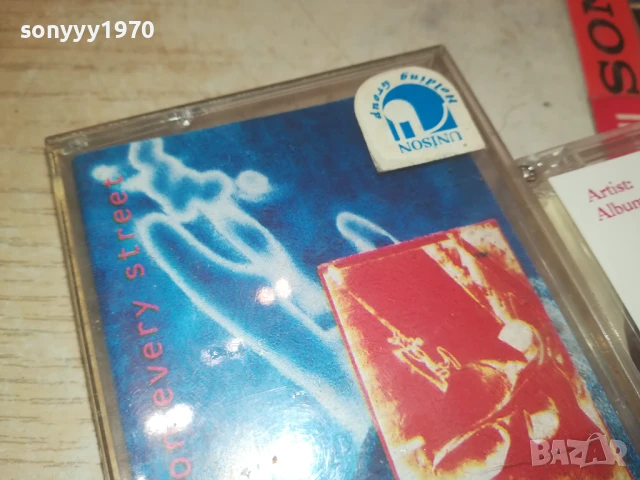 sonyyy1970
SON
Holding Group
UNISON
Artist:
Album
on every street
BAZAR